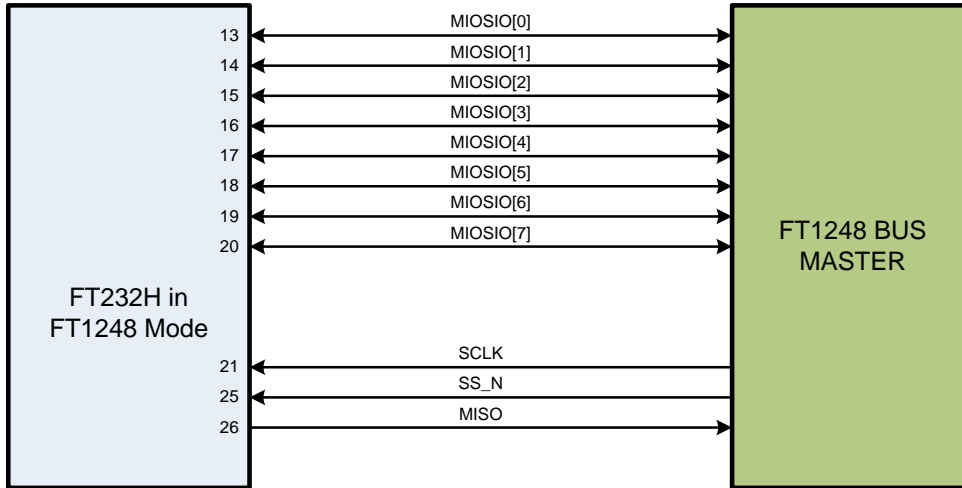 13 MIOSIO[0]
14 MIOSIO[1]
15 MIOSIO[2]
16 MIOSIO[3]
17 MIOSIO[4]
18 MIOSIO[5]
19 MIOSIO[6]
20 MIOSIO[7]
FT232H in
FT1248 Mode
FT1248 BUS
MASTER
21 SCLK
25 SS_N
26 MISO